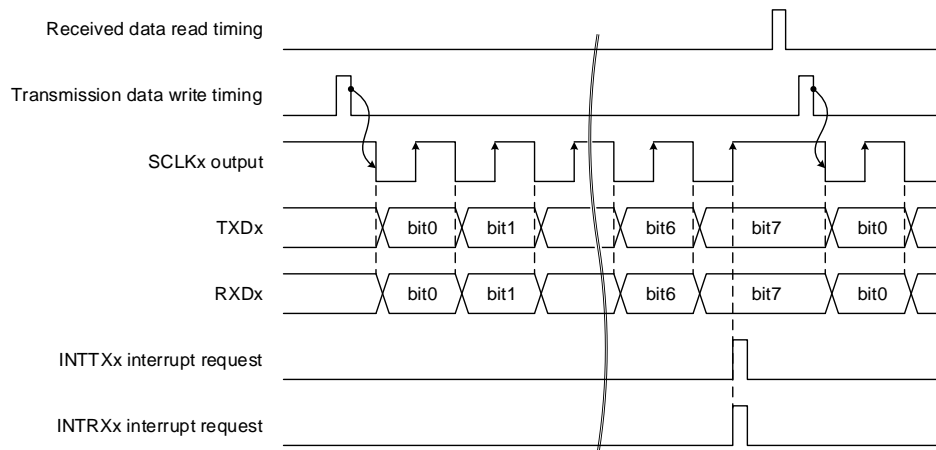 Received data read timing
Transmission data write timing
SCLKx output
TXDx bit0 bit1 bit6 bit7 bit0
RXDx bit0 bit1 bit6 bit7 bit0
INTTXx interrupt request
INTRXx interrupt request